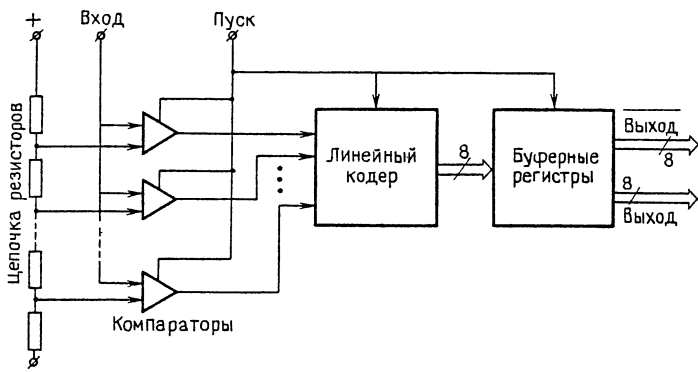 +
Вход
Пуск
Цепочка резисторов
Компараторы
Линейный
кодер
8
Буферные
регистры
Выход
8
8
Выход